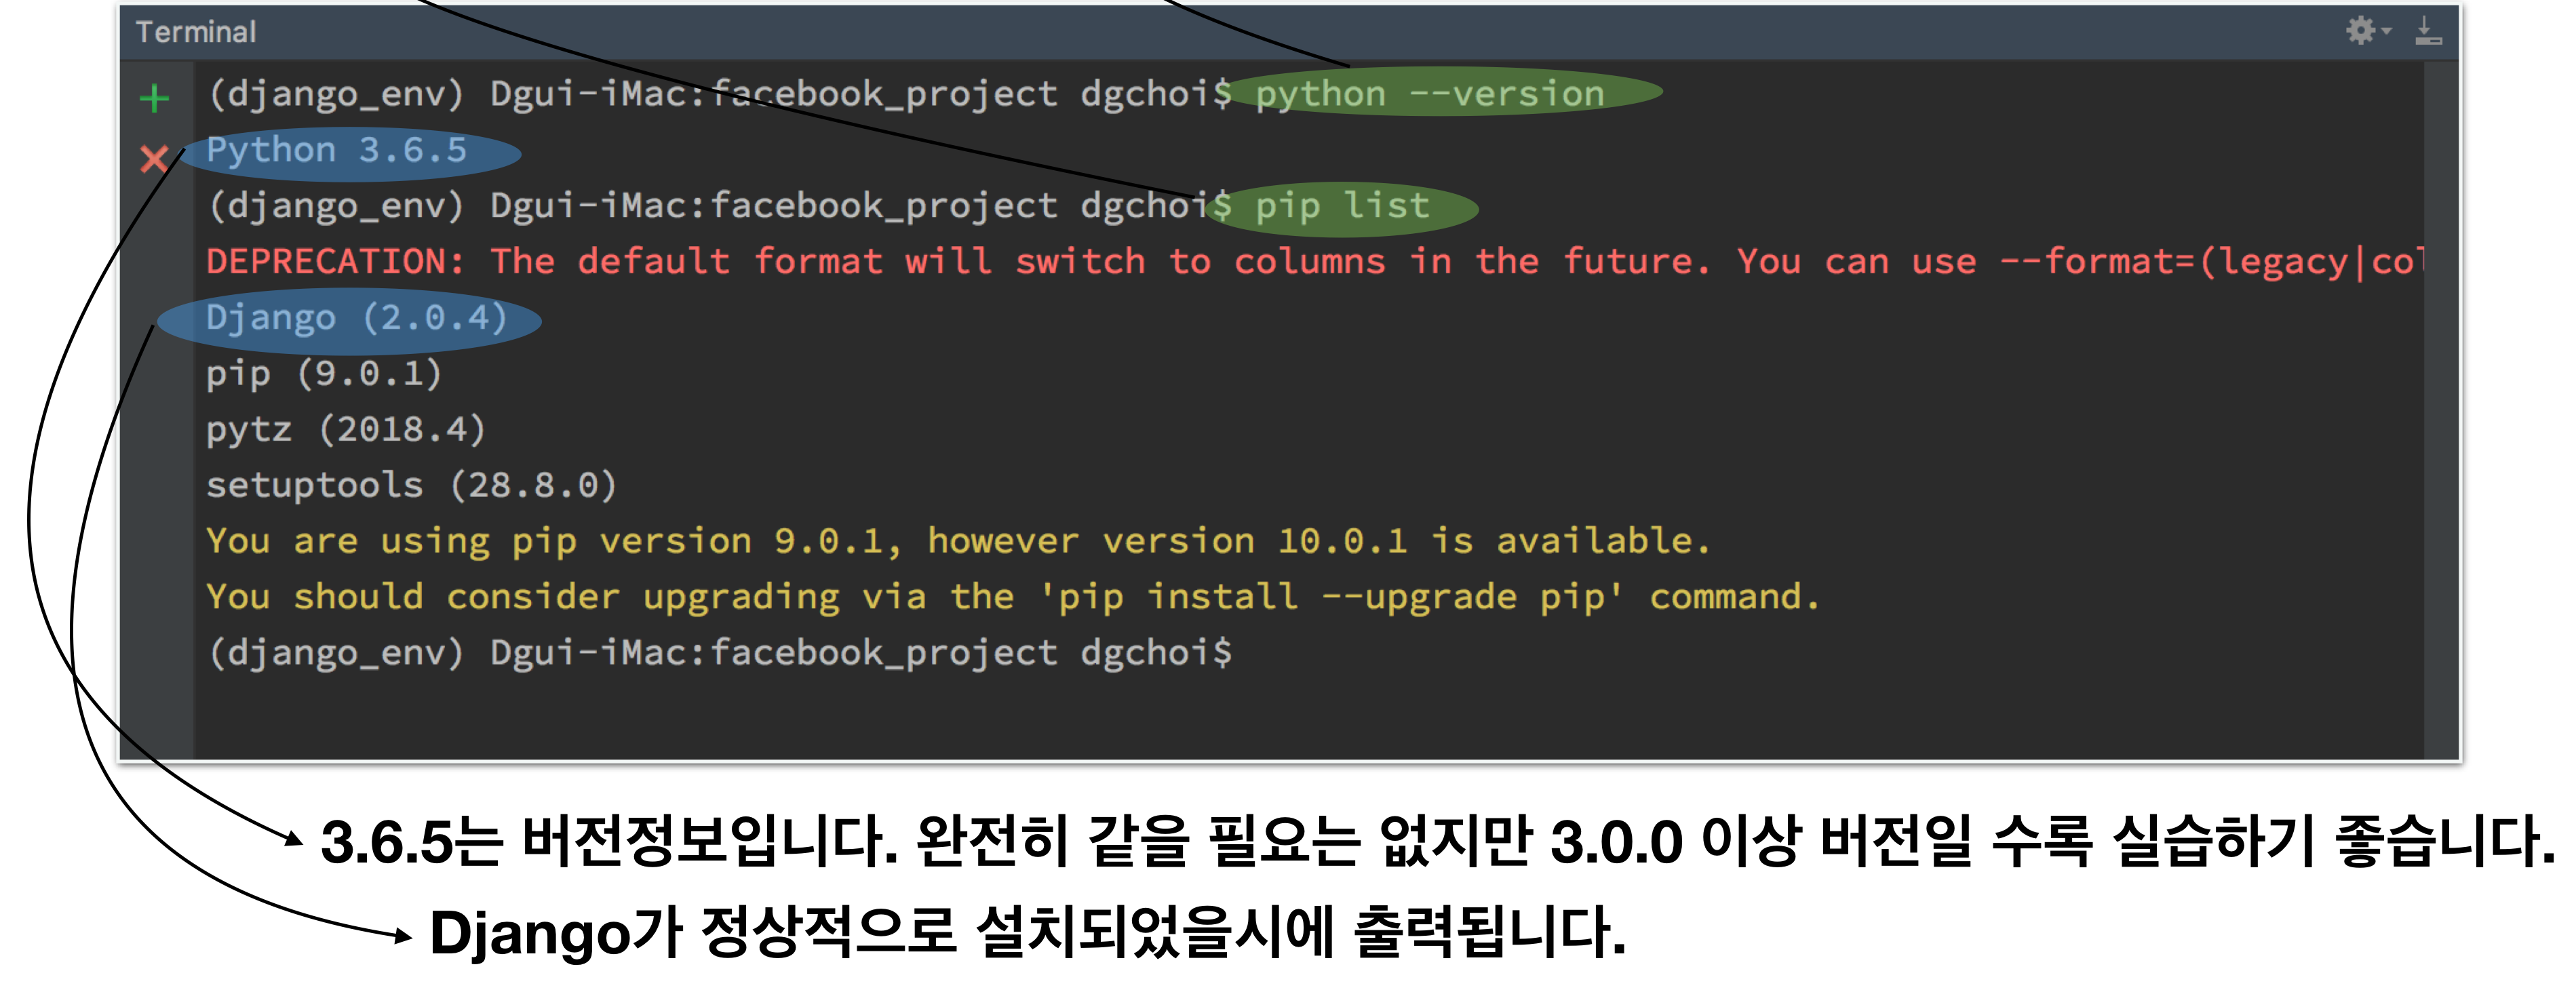 Terminal
(django_env) Dgui-iMac:facebook_project dgchoi$ python --version
Python 3.6.5
(django_env) Dgui-iMac:facebook_project dgchoi$ pip list
DEPRECATION: The default format will switch to columns in the future. You can use --format=(legacy|col
Django (2.0.4)
pip (9.0.1)
pytz (2018.4)
setuptools (28.8.0)
You are using pip version 9.0.1, however version 10.0.1 is available.
You should consider upgrading via the 'pip install --upgrade pip' command.
(django_env) Dgui-iMac:facebook_project dgchoi$
3.6.5는 버전정보입니다. 완전히 같을 필요는 없지만 3.0.0 이상 버전일 수록 실습하기 좋습니다.
Django가 정상적으로 설치되었을시에 출력됩니다.